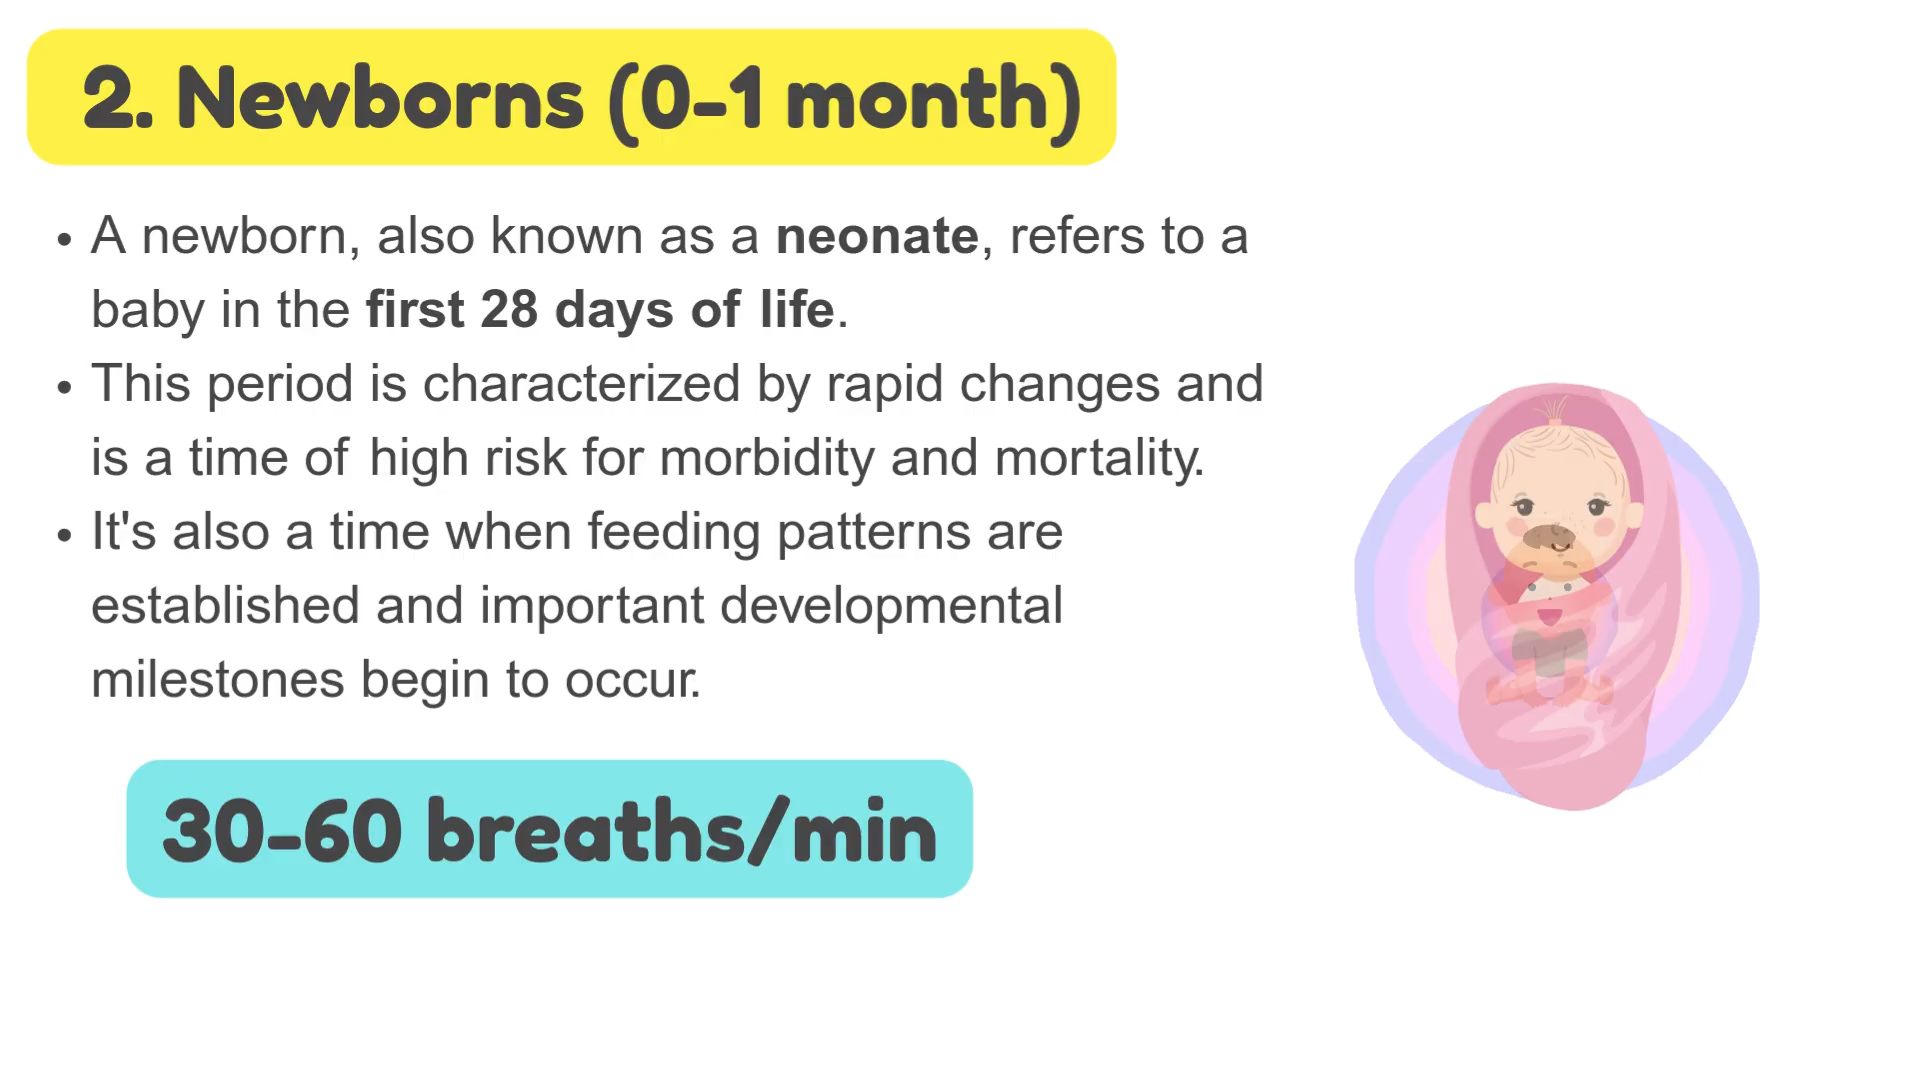 2. Newborns (0-1 month)
• A newborn, also known as a neonate, refers to a
baby in the first 28 days of life.
• This period is characterized by rapid changes and
is a time of high risk for morbidity and mortality.
• It's also a time when feeding patterns are
established and important developmental
milestones begin to occur.
30-60 breaths/min